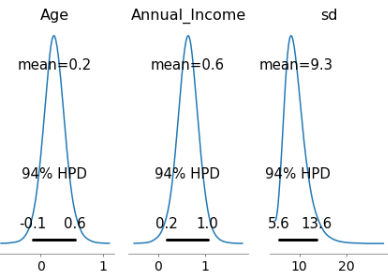 Age Annual_Income sd
mean=0.2 mean=0.6 mean=9.3
94% HPD 94% HPD 94% HPD
-0.1 0.6 0.2 1.0 5.6 13.6
0 1 0 1 10 20